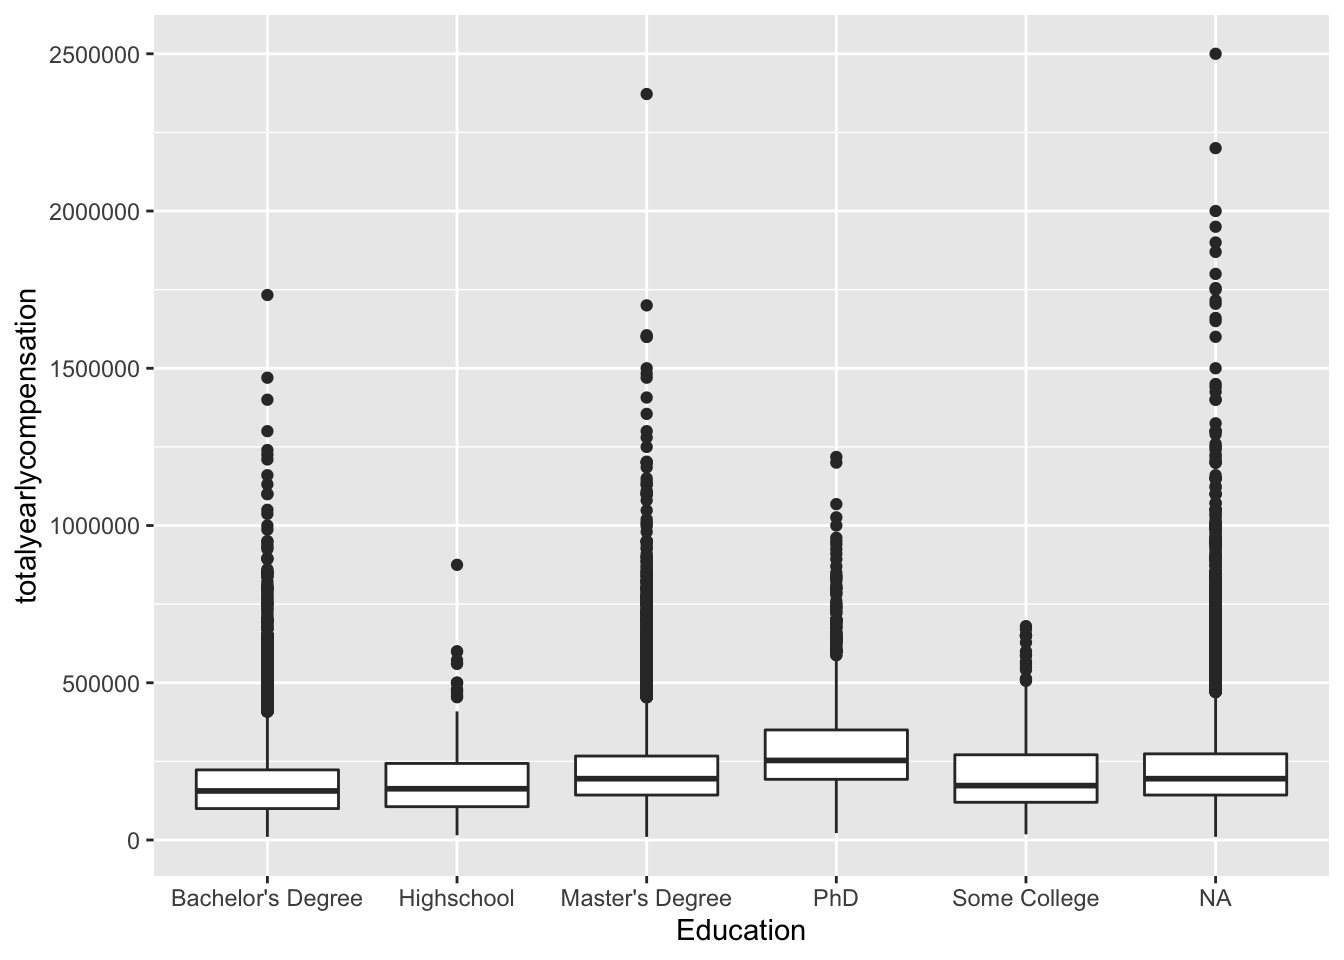 2500000
2000000
1500000
1000000
500000
0
totalyearlycompensation
Bachelor's Degree Highschool Master's Degree PhD Some College NA
Education